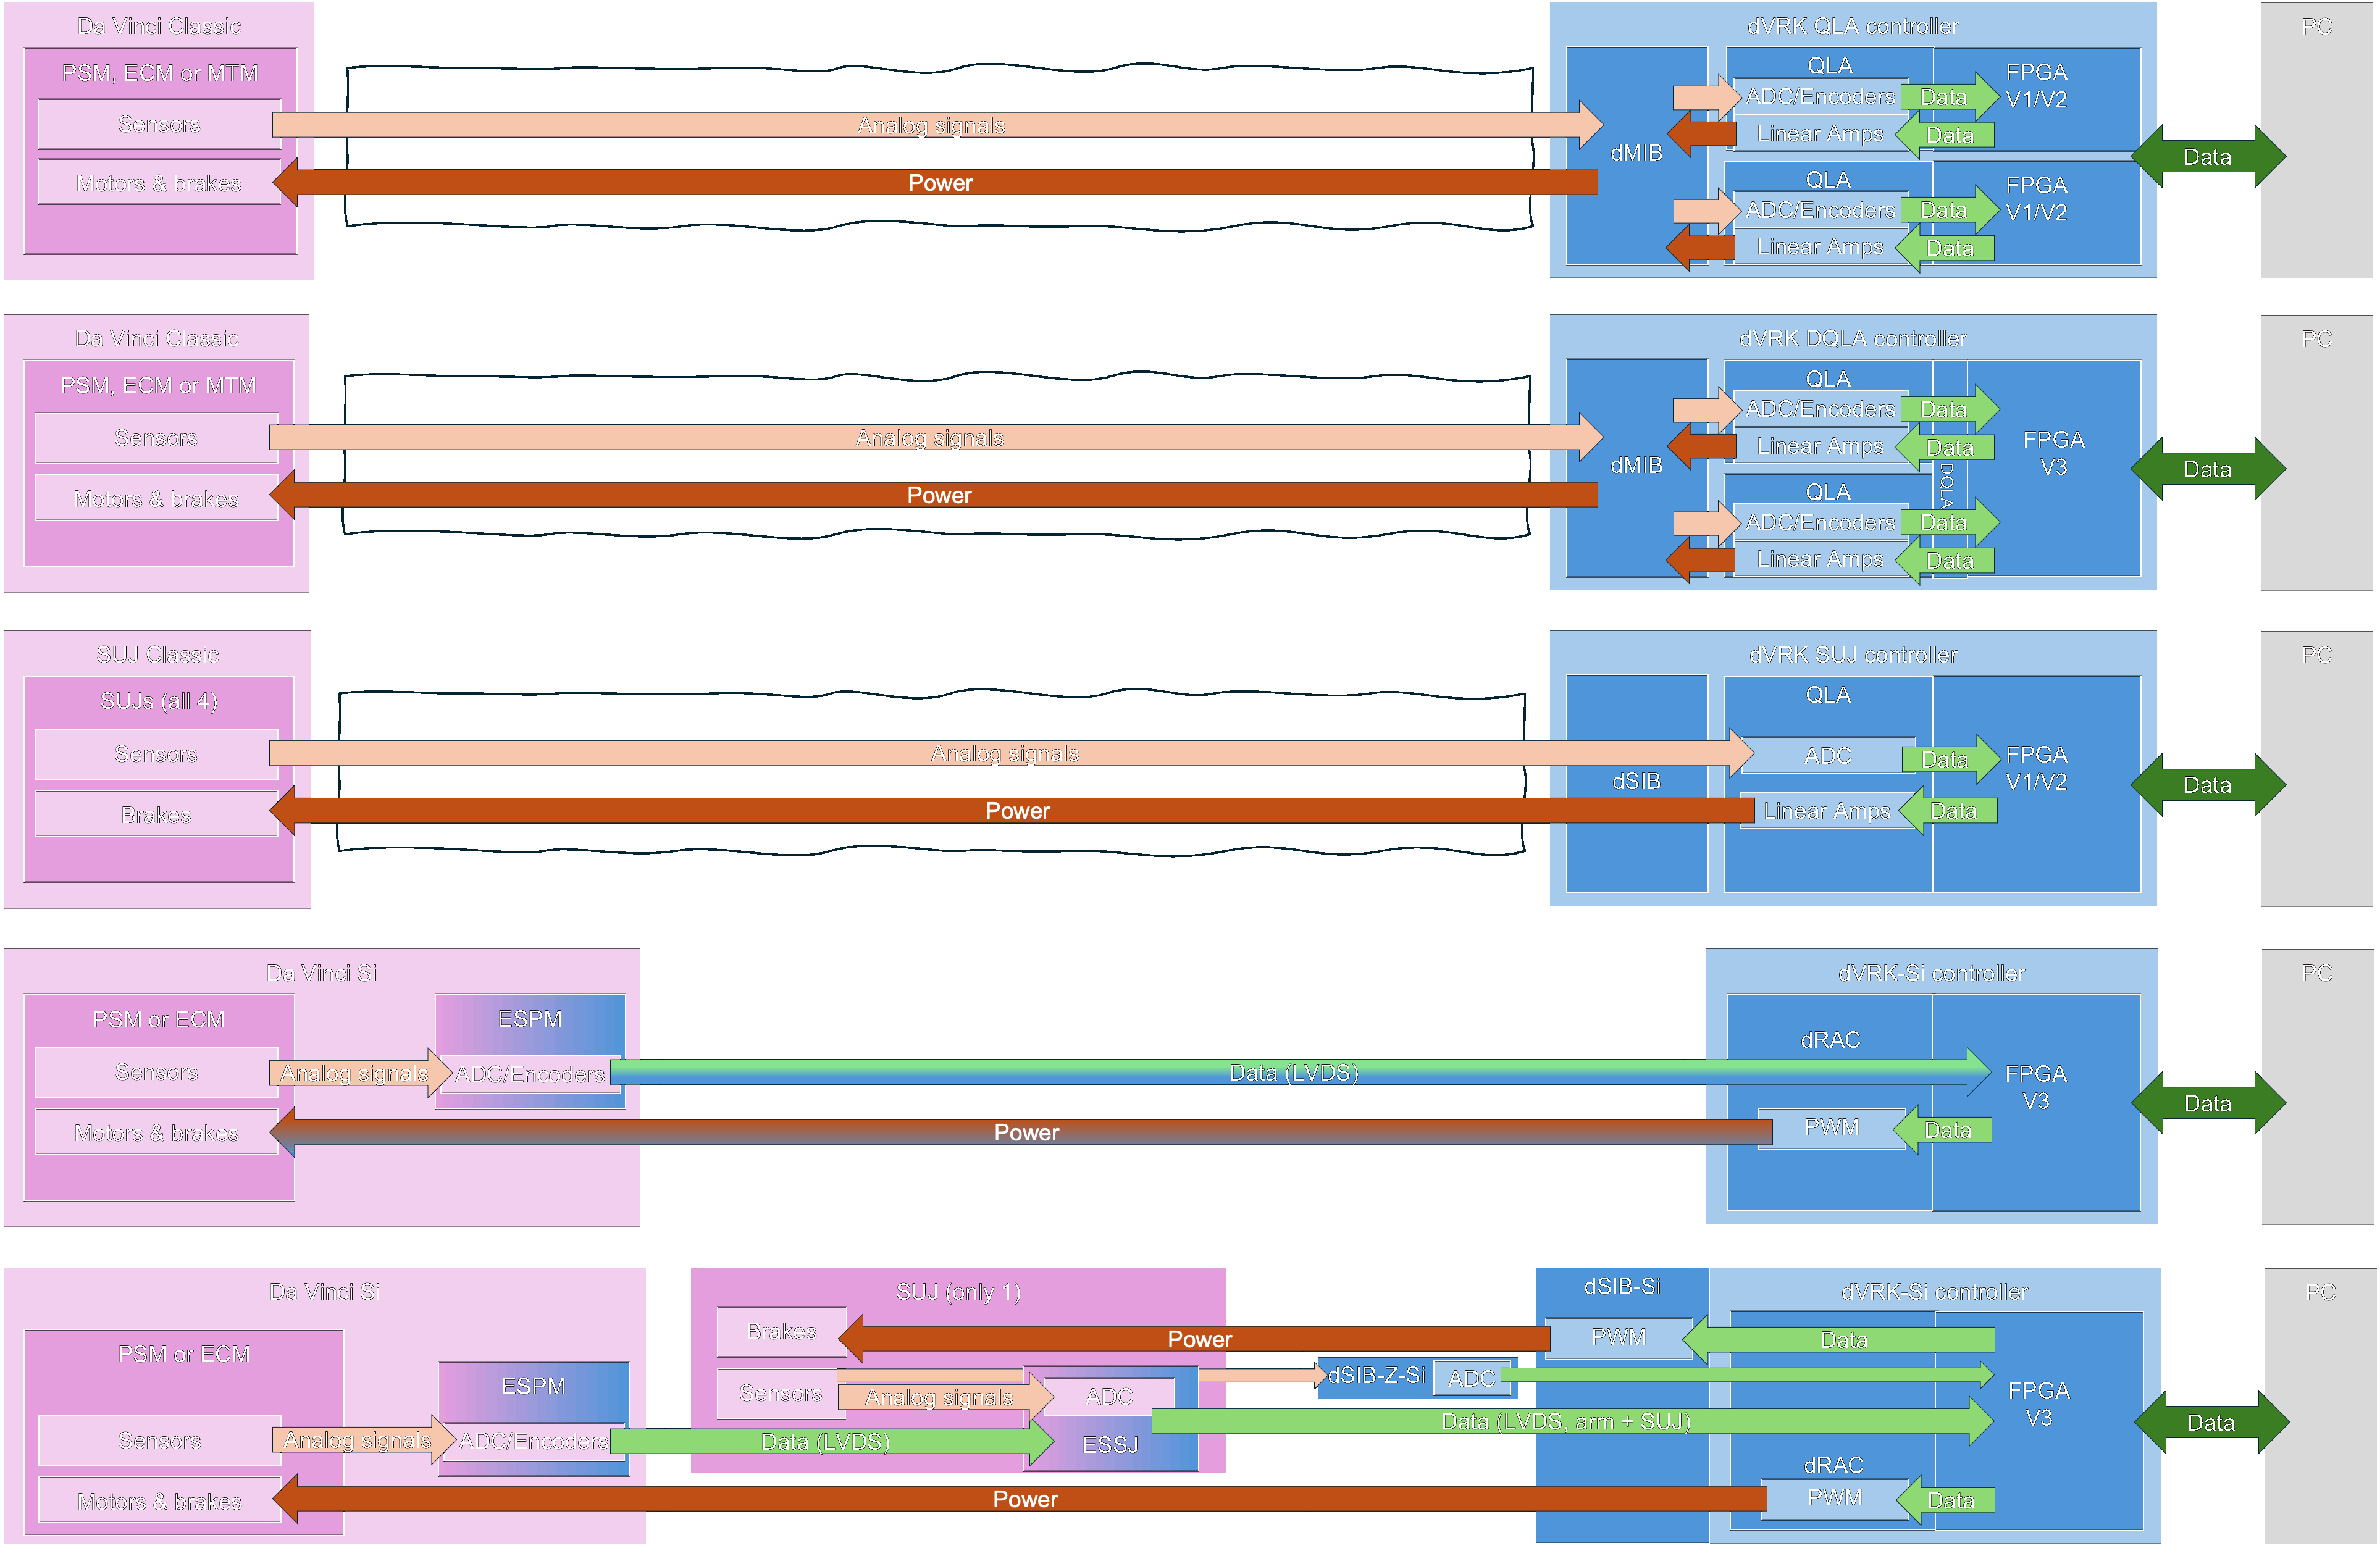 Da Vinci Classic
dVRK QLA controller
PC
PSM, ECM or MTM
QLA
FPGA
V1/V2
Sensors
Analog signals
ADC/Encoders
Data
Linear Amps
Data
dMIB
Data
Motors & brakes
Power
QLA
FPGA
V1/V2
ADC/Encoders
Data
Linear Amps
Data
Da Vinci Classic
dVRK DQLA controller
PC
PSM, ECM or MTM
QLA
ADC/Encoders
Data
Sensors
Analog signals
Linear Amps
Data
FPGA
V3
dMIB
Data
DQLA
Motors & brakes
Power
QLA
ADC/Encoders
Data
Linear Amps
Data
SUJ Classic
dVRK SUJ controller
PC
SUJs (all 4)
QLA
Sensors
Analog signals
ADC
Data
FPGA
V1/V2
dSIB
Data
Brakes
Power
Linear Amps
Data
Da Vinci Si
dVRK-Si controller
PC
PSM or ECM
ESPM
dRAC
Sensors
Analog signals
ADC/Encoders
Data (LVDS)
FPGA
V3
Data
Motors & brakes
Power
PWM
Data
Da Vinci Si
SUJ (only 1)
dSIB-Si
dVRK-Si controller
PC
Brakes
Power
PWM
Data
PSM or ECM
ESPM
Sensors
Analog signals
ADC
dSIB-Z-Si
ADC
FPGA
V3
Data (LVDS, arm + SUJ)
Data
Sensors
Analog signals
ADC/Encoders
Data (LVDS)
ESSJ
dRAC
Motors & brakes
Power
PWM
Data